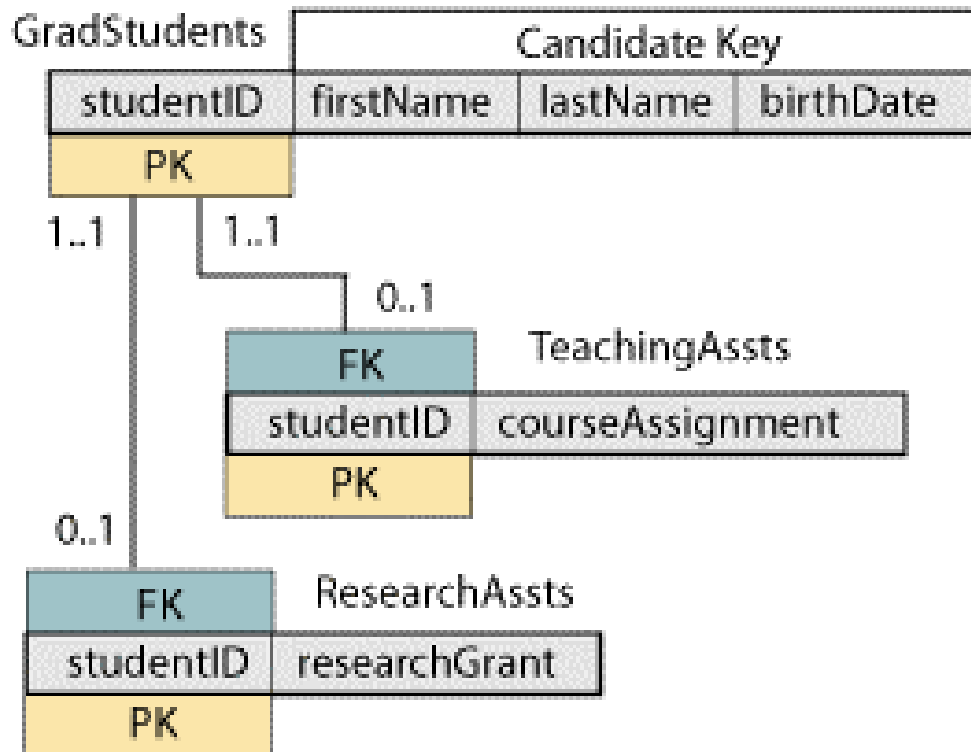 GradStudents
Candidate Key
studentID firstName lastName birthDate
PK
1..1 1..1
0..1
FK TeachingAssts
studentID courseAssignment
PK
0..1
FK ResearchAssts
studentID researchGrant
PK